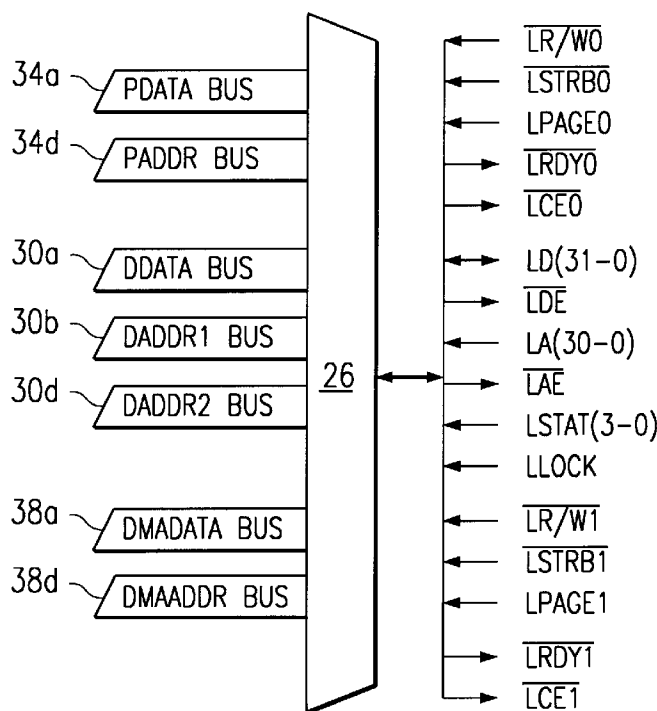 34a PDATA BUS
34d PADDR BUS
30a DDATA BUS
30b DADDR1 BUS
30d DADDR2 BUS
38a DMADATA BUS
38d DMAADDR BUS
26
LR/W0
LSTRB0
LPAGE0
LRDY0
LCE0
LD(31-0)
LDE
LA(30-0)
LAE
LSTAT(3-0)
LLOCK
LR/W1
LSTRB1
LPAGE1
LRDY1
LCE1